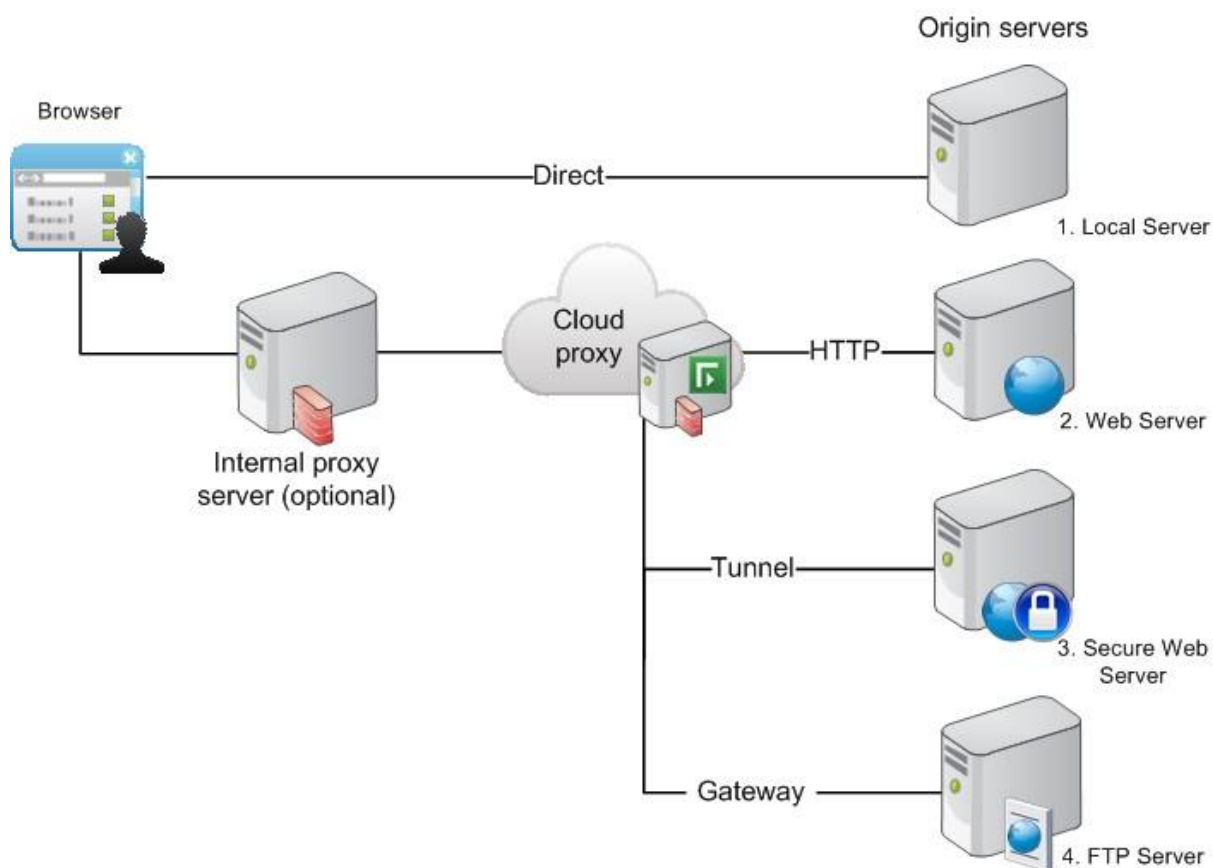 Origin servers
Browser
Direct
1. Local Server
Cloud
proxy
HTTP
2. Web Server
Internal proxy
server (optional)
Tunnel
3. Secure Web
Server
Gateway
4. FTP Server